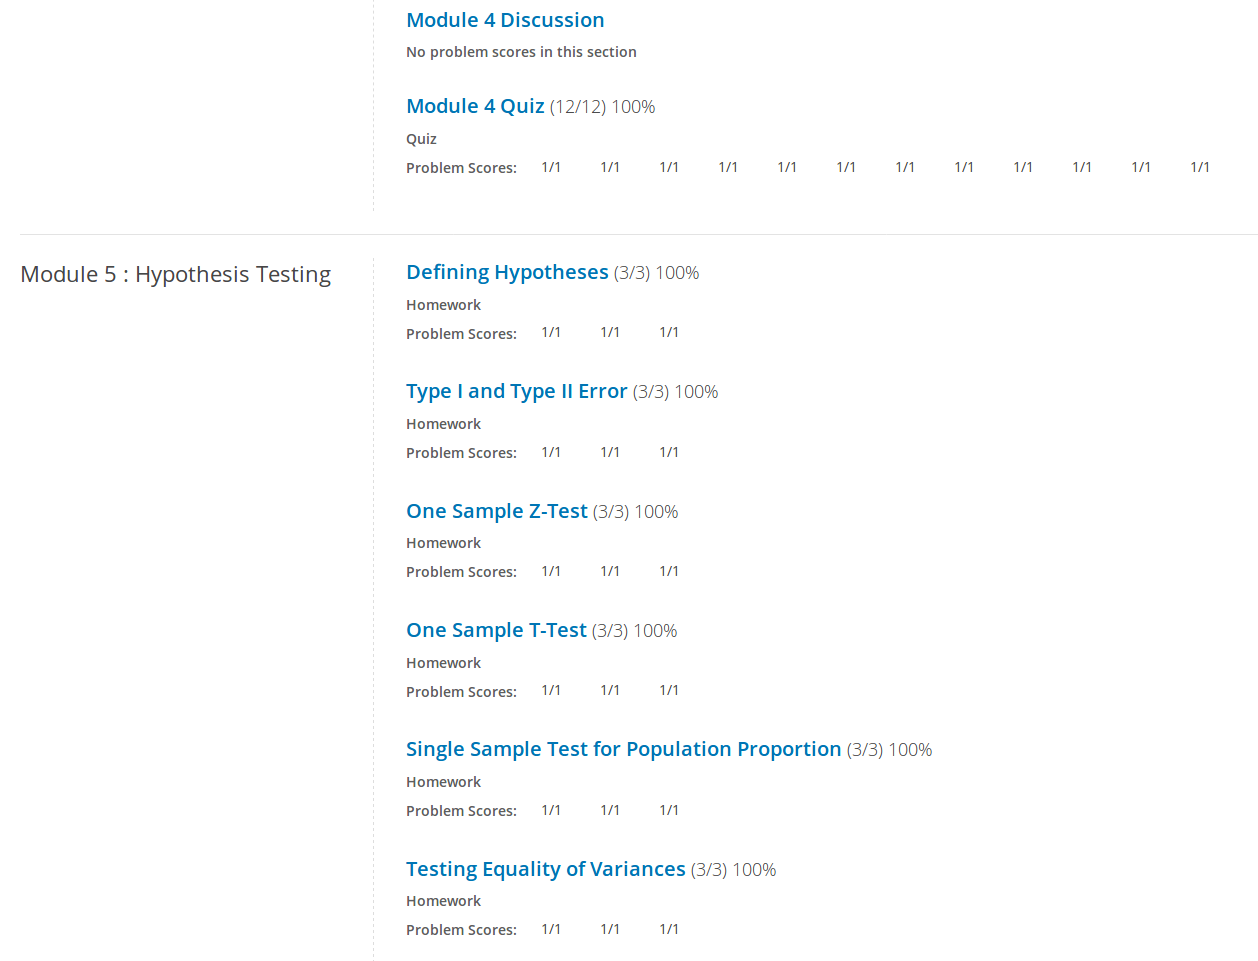 Module 4 Discussion
No problem scores in this section
Module 4 Quiz (12/12) 100%
Quiz
Problem Scores: 1/1 1/1 1/1 1/1 1/1 1/1 1/1 1/1 1/1 1/1 1/1 1/1
Module 5 : Hypothesis Testing
Defining Hypotheses (3/3) 100%
Homework
Problem Scores: 1/1 1/1 1/1
Type I and Type II Error (3/3) 100%
Homework
Problem Scores: 1/1 1/1 1/1
One Sample Z-Test (3/3) 100%
Homework
Problem Scores: 1/1 1/1 1/1
One Sample T-Test (3/3) 100%
Homework
Problem Scores: 1/1 1/1 1/1
Single Sample Test for Population Proportion (3/3) 100%
Homework
Problem Scores: 1/1 1/1 1/1
Testing Equality of Variances (3/3) 100%
Homework
Problem Scores: 1/1 1/1 1/1